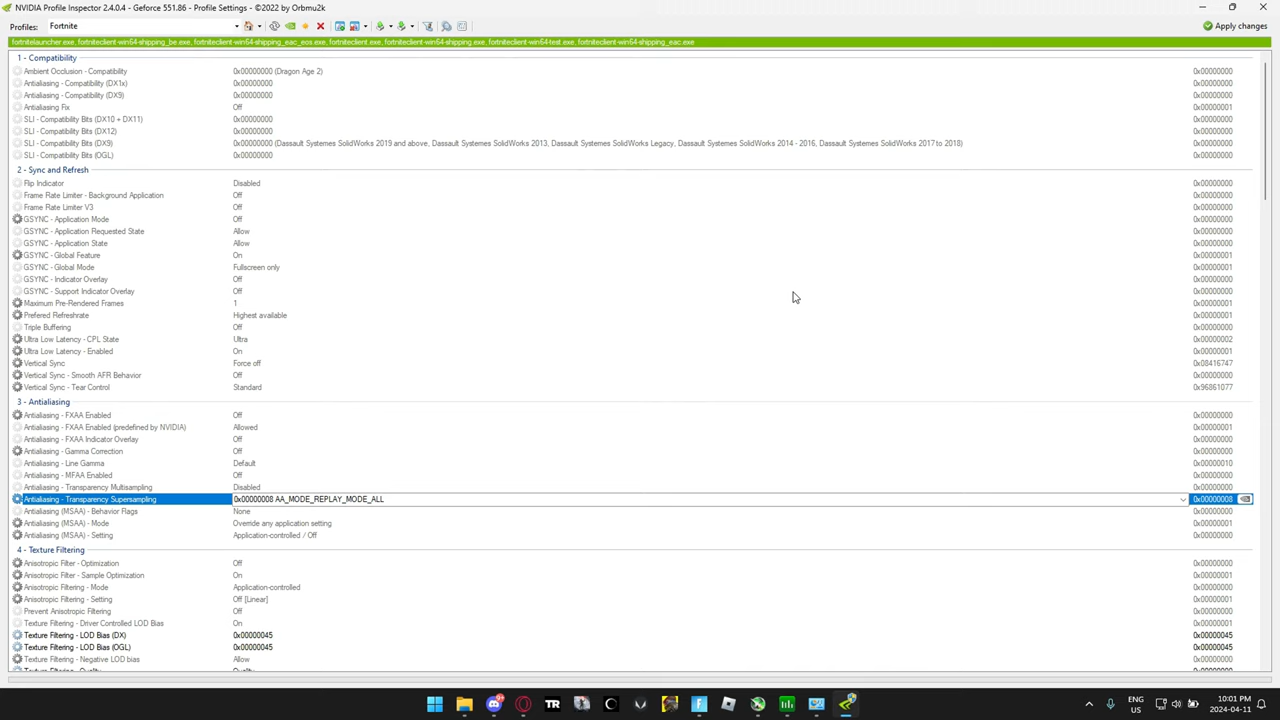 NVIDIA Profile Inspector 2.4.0.4 - Geforce 551.86 - Profile Settings - ©2022 by Orbmu2k
Profiles: Fortnite Apply changes
fortnitelauncher.exe, fortniteclient-win64-shipping_be.exe, fortniteclient-win64-shipping_eac_eos.exe, fortniteclient.exe, fortniteclient-win64-shipping.exe, fortniteclient-win64-test.exe, fortniteclient-win64-shipping_eac.exe
1 - Compatibility
Ambient Occlusion - Compatibility 0x00000000 (Dragon Age 2) 0x00000000
Antialiasing - Compatibility (DX1x) 0x00000000 0x00000000
Antialiasing - Compatibility (DX9) 0x00000000 0x00000000
Antialiasing Fix Off 0x00000001
SLI - Compatibility Bits (DX10 + DX11) 0x00000000 0x00000000
SLI - Compatibility Bits (DX12) 0x00000000 0x00000000
SLI - Compatibility Bits (DX9) 0x00000000 (Dassault Systemes SolidWorks 2019 and above, Dassault Systemes SolidWorks 2013, Dassault Systemes SolidWorks Legacy, Dassault Systemes SolidWorks 2014 - 2016, Dassault Systemes SolidWorks 2017 to 2018) 0x00000000
SLI - Compatibility Bits (OGL) 0x00000000 0x00000000
2 - Sync and Refresh
Flip Indicator Disabled 0x00000000
Frame Rate Limiter - Background Application Off 0x00000000
Frame Rate Limiter V3 Off 0x00000000
GSYNC - Application Mode Off 0x00000000
GSYNC - Application Requested State Allow 0x00000000
GSYNC - Application State Allow 0x00000000
GSYNC - Global Feature On 0x00000001
GSYNC - Global Mode Fullscreen only 0x00000001
GSYNC - Indicator Overlay Off 0x00000000
GSYNC - Support Indicator Overlay Off 0x00000000
Maximum Pre-Rendered Frames 1 0x00000001
Prefered Refreshrate Highest available 0x00000001
Triple Buffering Off 0x00000000
Ultra Low Latency - CPL State Ultra 0x00000002
Ultra Low Latency - Enabled On 0x00000001
Vertical Sync Force off 0x08416747
Vertical Sync - Smooth AFR Behavior Off 0x00000000
Vertical Sync - Tear Control Standard 0x96861077
3 - Antialiasing
Antialiasing - FXAA Enabled Off 0x00000000
Antialiasing - FXAA Enabled (predefined by NVIDIA) Allowed 0x00000001
Antialiasing - FXAA Indicator Overlay Off 0x00000000
Antialiasing - Gamma Correction Off 0x00000000
Antialiasing - Line Gamma Default 0x00000010
Antialiasing - MFAA Enabled Off 0x00000000
Antialiasing - Transparency Multisampling Disabled 0x00000000
Antialiasing - Transparency Supersampling 0x00000008 AA_MODE_REPLAY_MODE_ALL 0x00000008
Antialiasing (MSAA) - Behavior Flags None 0x00000000
Antialiasing (MSAA) - Mode Override any application setting 0x00000001
Antialiasing (MSAA) - Setting Application-controlled / Off 0x00000000
4 - Texture Filtering
Anisotropic Filter - Optimization Off 0x00000000
Anisotropic Filter - Sample Optimization On 0x00000001
Anisotropic Filtering - Mode Application-controlled 0x00000000
Anisotropic Filtering - Setting Off [Linear] 0x00000001
Prevent Anisotropic Filtering Off 0x00000000
Texture Filtering - Driver Controlled LOD Bias On 0x00000001
Texture Filtering - LOD Bias (DX) 0x00000045 0x00000045
Texture Filtering - LOD Bias (OGL) 0x00000045 0x00000045
Texture Filtering - Negative LOD bias Allow 0x00000000
TR
ENG
US
10:01 PM
2024-04-11